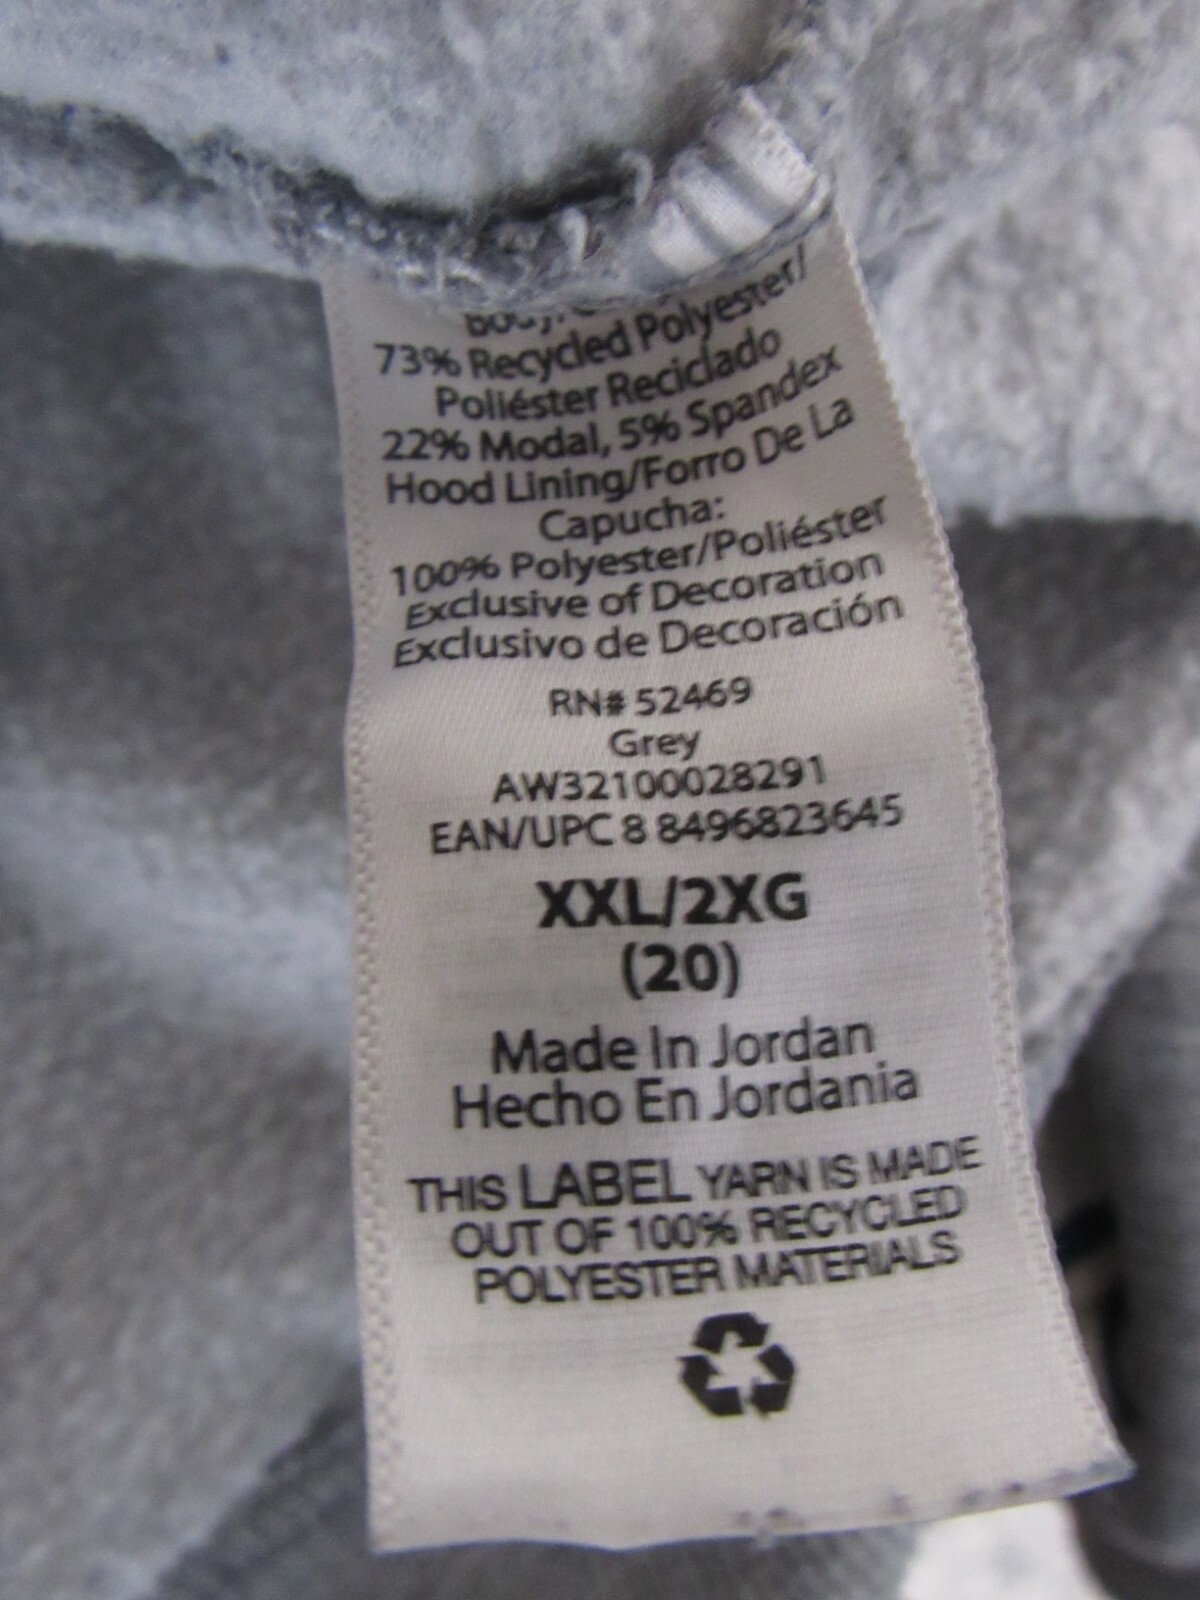 73% Recycled Polyester/
Poliéster Reciclado
22% Modal, 5% Spandex
Hood Lining/Forro De La
Capucha:
100% Polyester/Poliéster
Exclusive of Decoration
Exclusivo de Decoración
RN# 52469
Grey
AW32100028291
EAN/UPC 8 8496823645
XXL/2XG
(20)
Made In Jordan
Hecho En Jordania
THIS LABEL YARN IS MADE
OUT OF 100% RECYCLED
POLYESTER MATERIALS